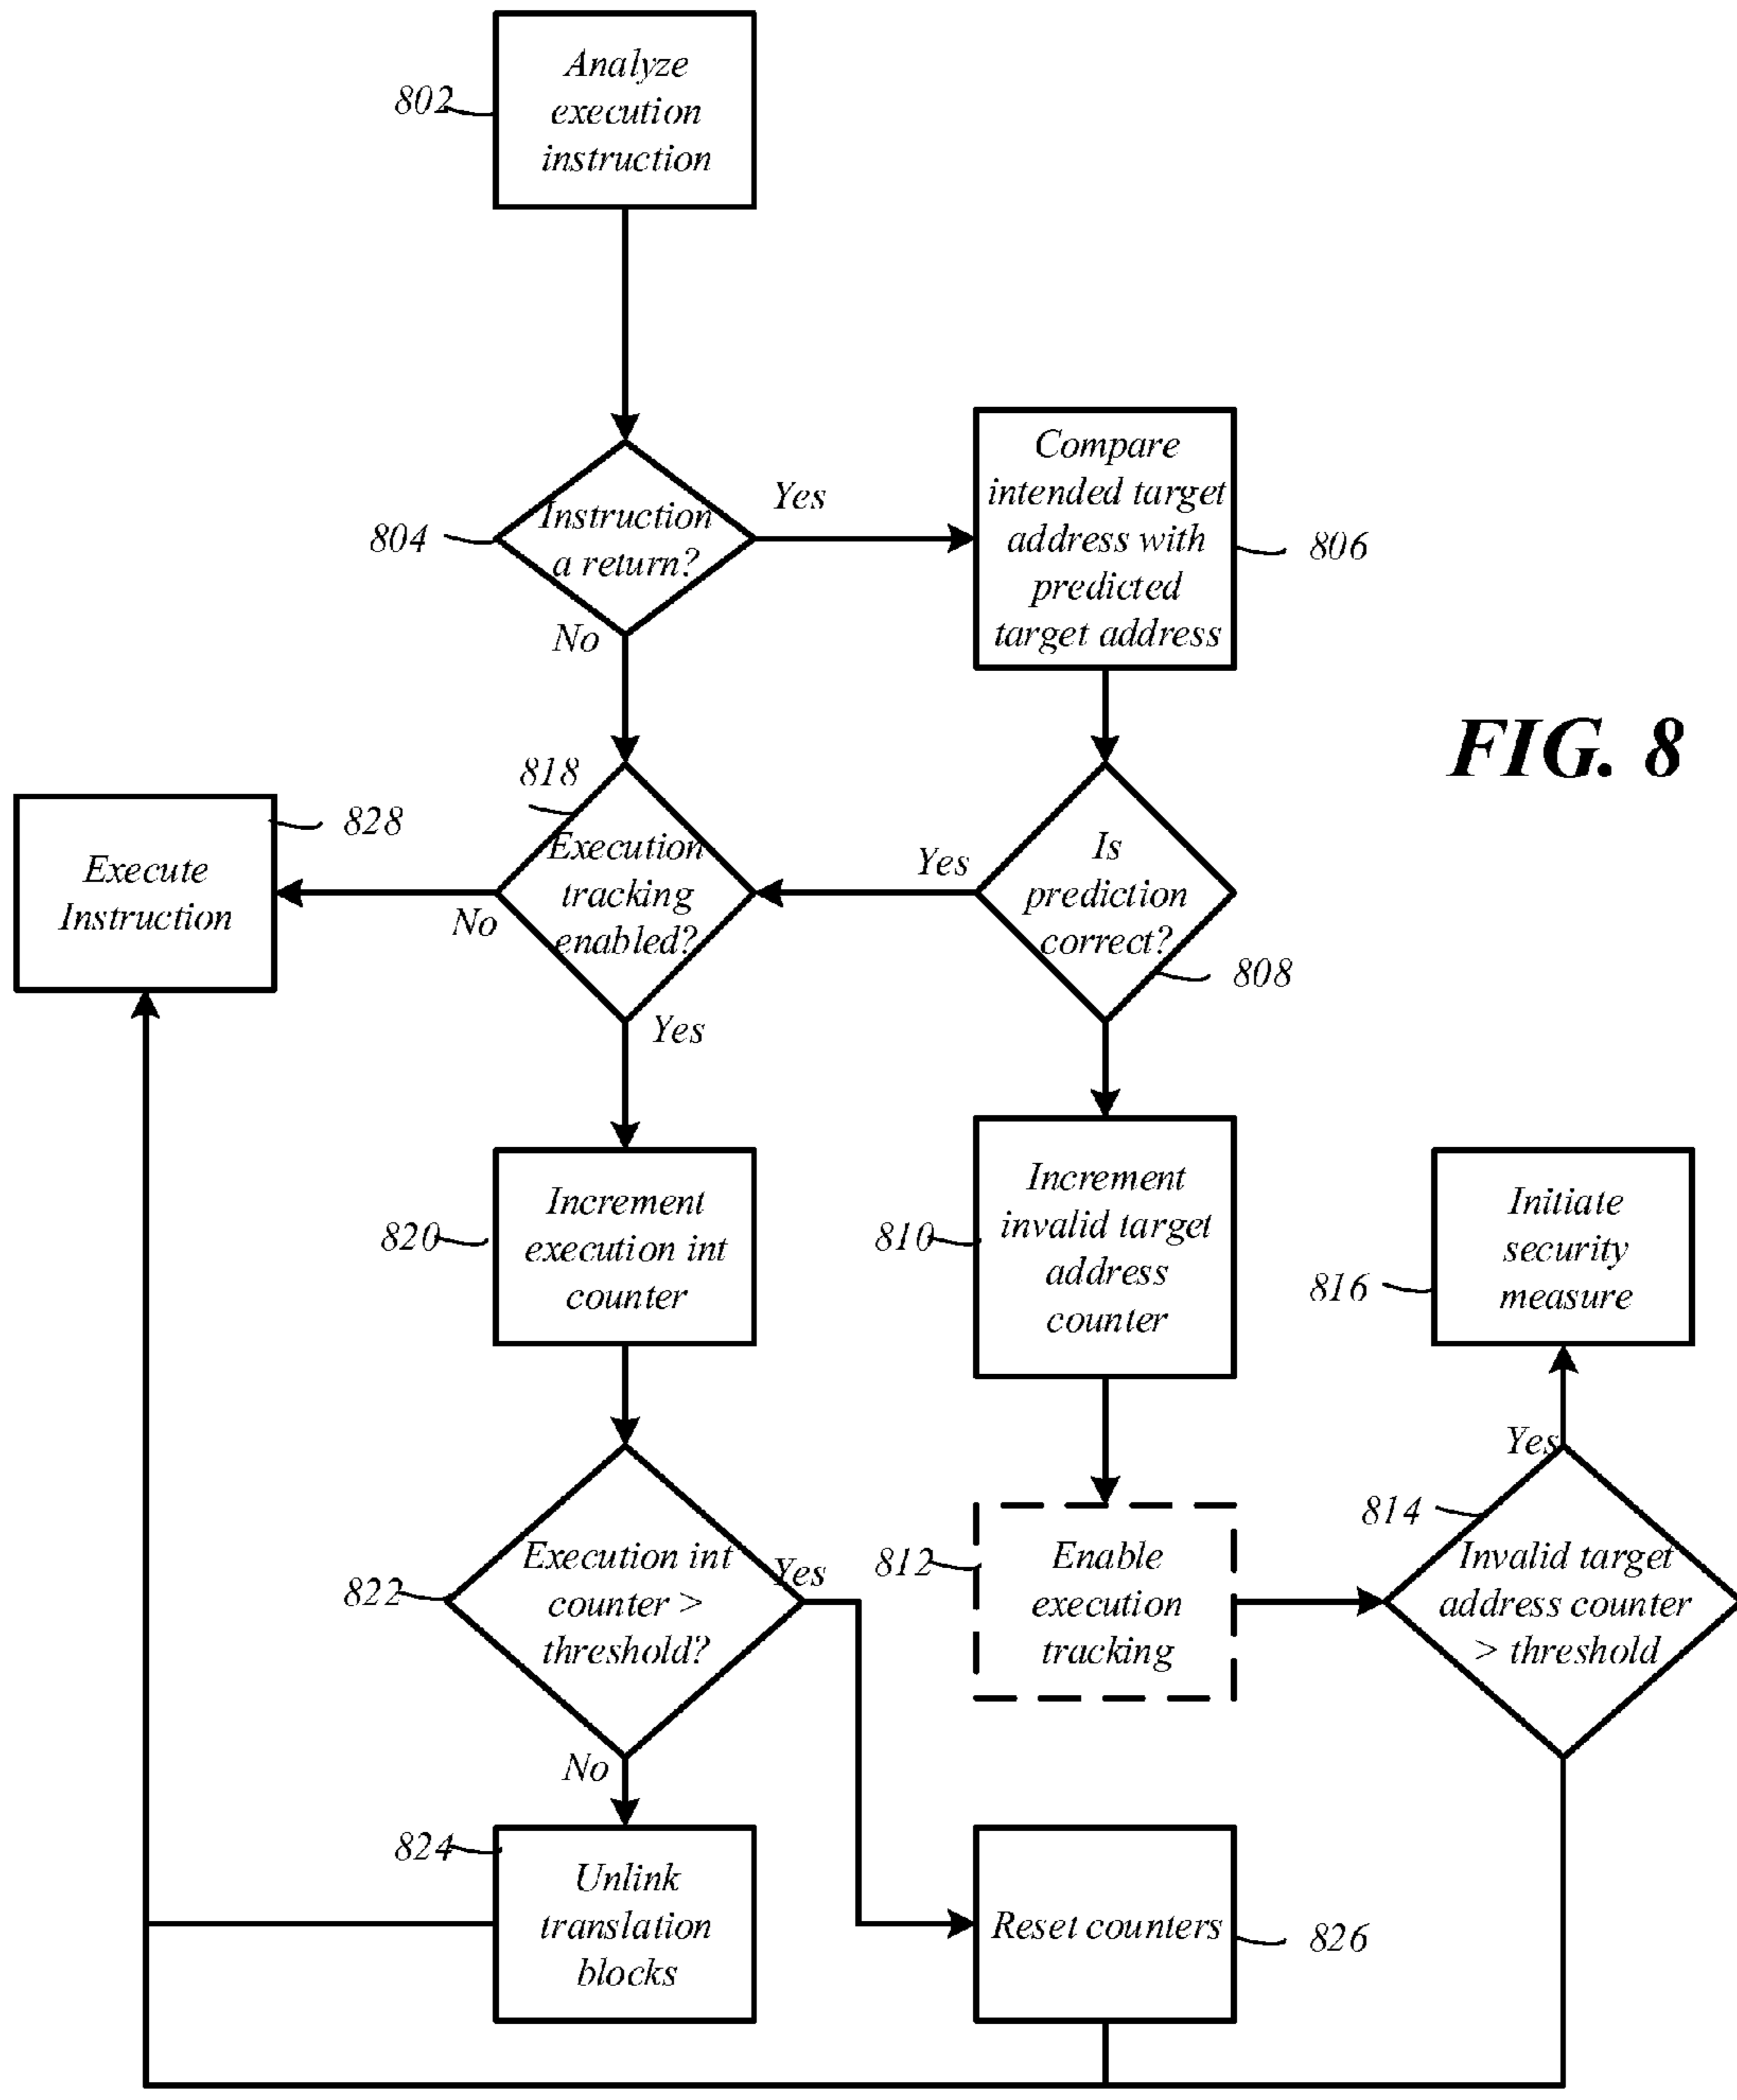 Analyze
execution
instruction
802
Instruction
a return?
804
Yes
No
Compare
intended target
address with
predicted
target address
806
FIG. 8
818
Execution
tracking
enabled?
No
Yes
Execute
Instruction
828
Is
prediction
correct?
Yes
808
Increment
execution int
counter
820
Increment
invalid target
address
counter
810
Initiate
security
measure
816
Execution int
counter >
threshold?
822
Yes
No
Enable
execution
tracking
812
Yes
814
Invalid target
address counter
> threshold
824
Unlink
translation
blocks
Reset counters
826